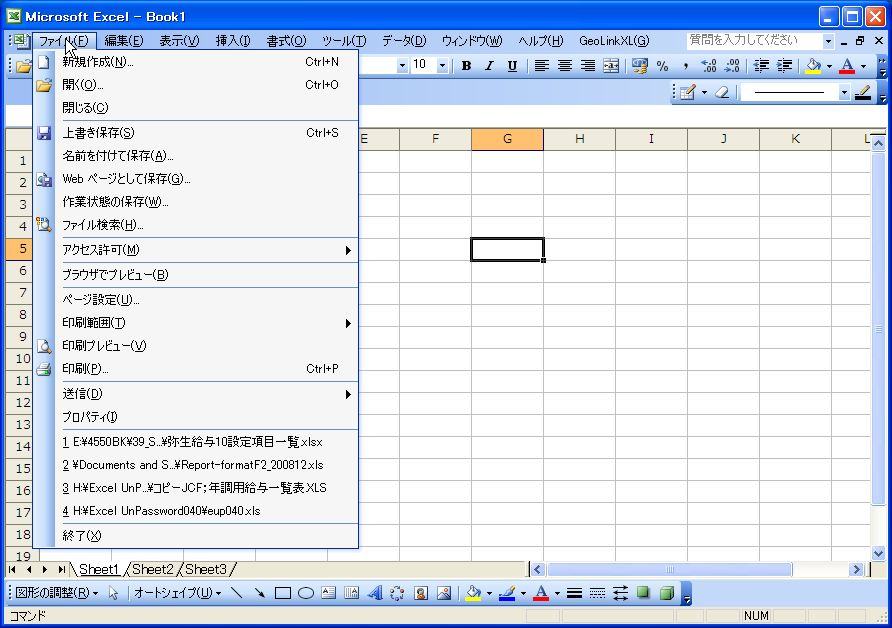 Microsoft Excel - Book1
ファイル(F) 編集(E) 表示(V) 挿入(I) 書式(O) ツール(T) データ(D) ウィンドウ(W) ヘルプ(H) GeoLinkXL(G) 質問を入力してください
新規作成(N)... Ctrl+N
10 B I U %
開く(O)... Ctrl+O
閉じる(C)
上書き保存(S) Ctrl+S
E F G H I J K L
名前を付けて保存(A)...
1
Web ページとして保存(G)...
2
作業状態の保存(W)...
3
ファイル検索(H)...
4
アクセス許可(M)
5
ブラウザでプレビュー(B)
6
ページ設定(U)...
7
印刷範囲(T)
8
印刷プレビュー(V)
9
10
印刷(P)... Ctrl+P
11
送信(D)
12
プロパティ(I)
13
1 E:¥4550BK¥39_S...¥弥生給与10設定項目一覧.xlsx
14
2 ¥Documents and S...¥Report-formatF2_200812.xls
15
3 H:¥Excel UnP...¥コピーJCF;年調用給与一覧表.XLS
16
4 H:¥Excel UnPassword040¥eup040.xls
17
終了(X)
18
19
Sheet1 Sheet2 Sheet3
図形の調整(R) オートシェイプ(U)
コマンド NUM